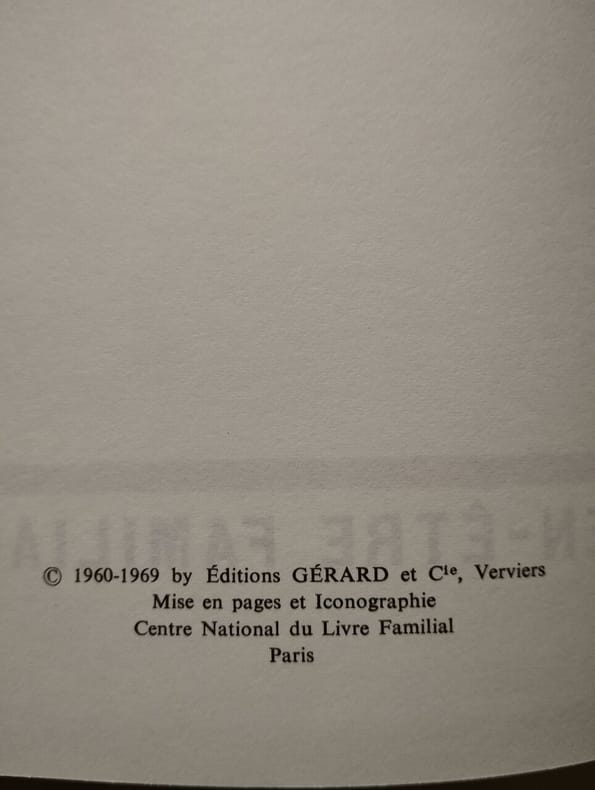 © 1960-1969 by Éditions GÉRARD et Cie, Verviers
Mise en pages et Iconographie
Centre National du Livre Familial
Paris